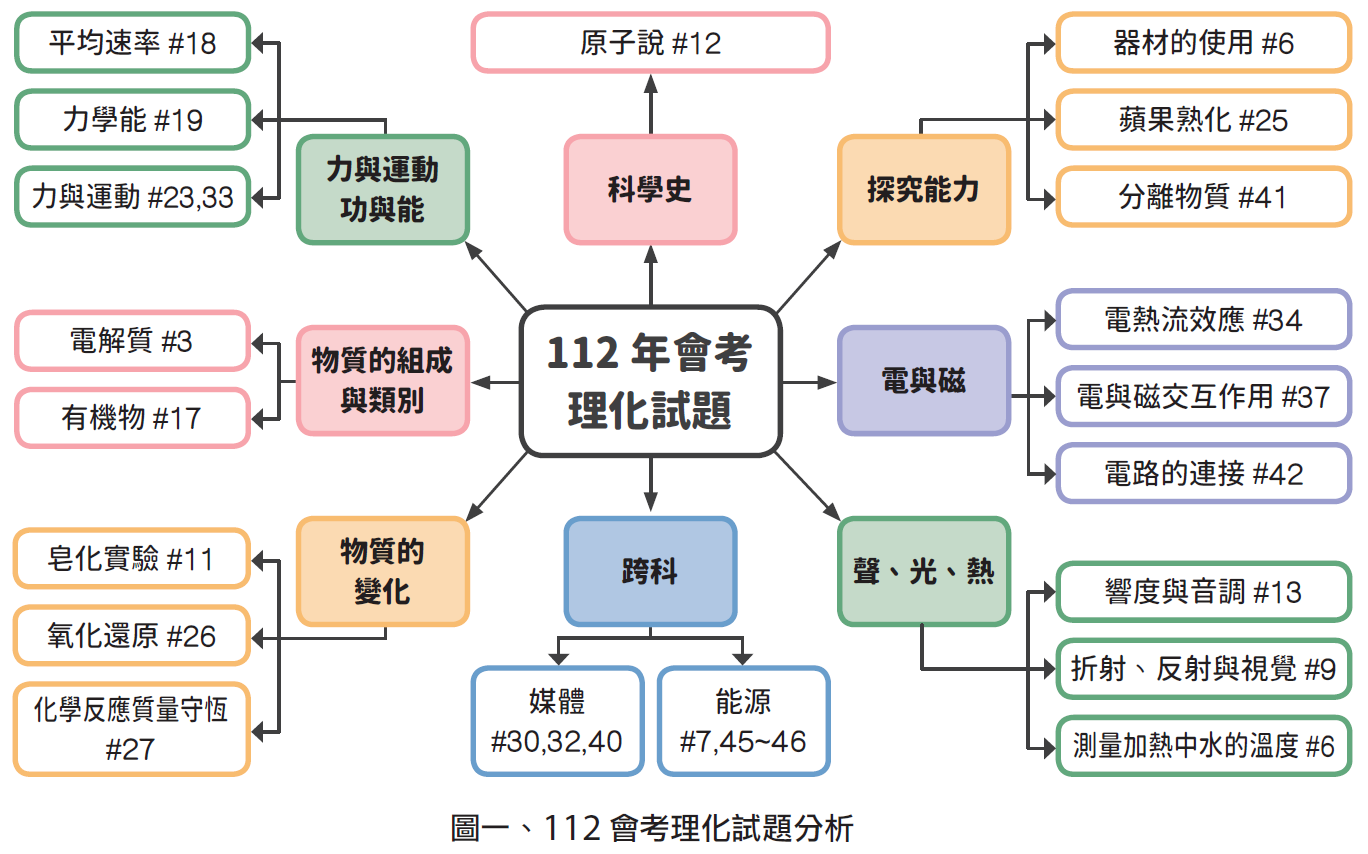 平均速率 #18
力學能 #19
力與運動 #23,33
力與運動
功與能
原子說 #12
科學史
器材的使用 #6
蘋果熟化 #25
分離物質 #41
探究能力
電解質 #3
有機物 #17
物質的組成
與類別
112 年會考
理化試題
電與磁
電熱流效應 #34
電與磁交互作用 #37
電路的連接 #42
皂化實驗 #11
氧化還原 #26
化學反應質量守恆
#27
物質的
變化
跨科
媒體
#30,32,40
能源
#7,45~46
聲、光、熱
響度與音調 #13
折射、反射與視覺 #9
測量加熱中水的溫度 #6
圖一、112 會考理化試題分析